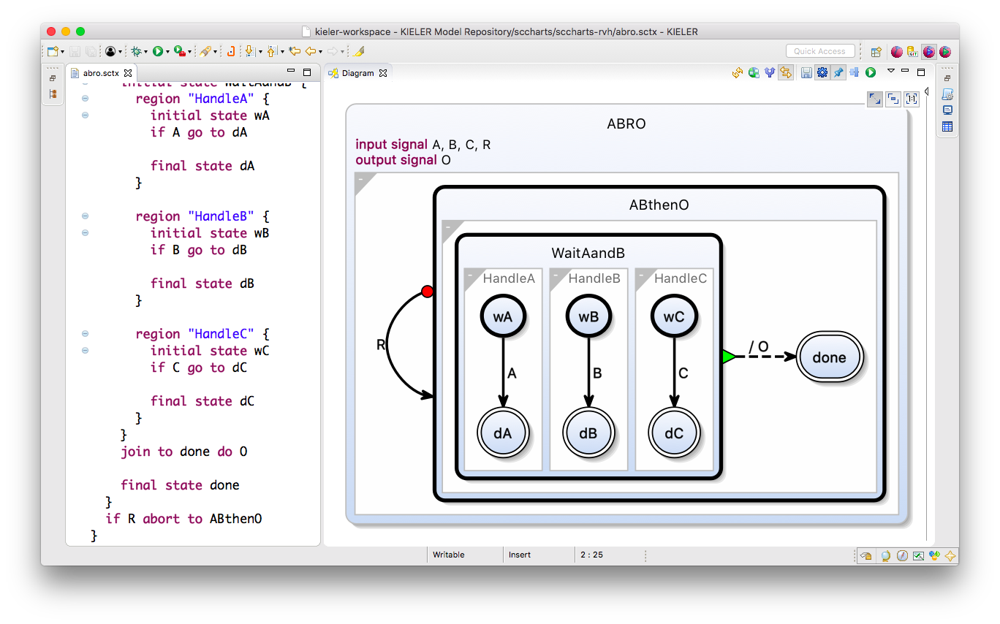 kieler-workspace - KIELER Model Repository/sccharts/sccharts-rvh/abro.sctx - KIELER
Quick Access
GIT
abro.sctx
initial state WaitAandB {
region "HandleA" {
initial state wA
if A go to dA
final state dA
}
region "HandleB" {
initial state wB
if B go to dB
final state dB
}
region "HandleC" {
initial state wC
if C go to dC
final state dC
}
}
join to done do O
final state done
}
if R abort to ABthenO
}
Diagram
ABRO
input signal A, B, C, R
output signal O
-
ABthenO
-
WaitAandB
- HandleA
- HandleB
- HandleC
wA
wB
wC
R
A
B
C
/ O
done
dA
dB
dC
Writable
Insert
2 : 25